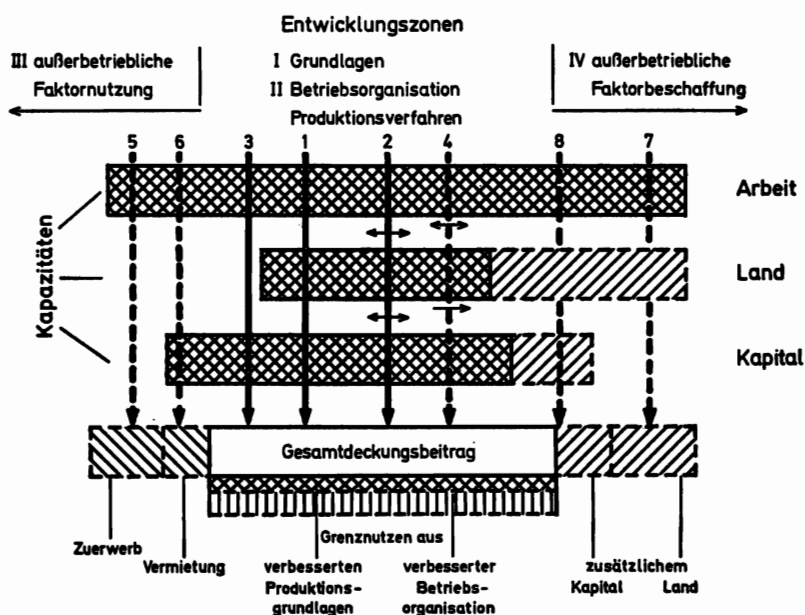 Entwicklungszonen
III außerbetriebliche
Faktornutzung
I Grundlagen
II Betriebsorganisation
Produktionsverfahren
IV außerbetriebliche
Faktorbeschaffung
5 6 3 1 2 4 8 7
Arbeit
Kapazitäten
Land
Kapital
Gesamtdeckungsbeitrag
Grenznutzen aus
Zuerwerb
Vermietung
verbesserten
Produktions-
grundlagen
verbesserter
Betriebs-
organisation
zusätzlichem
Kapital Land